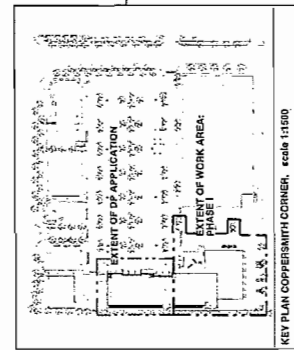 EXTENT OF DP APPLICATION
EXTENT OF WORK AREA:
PHASE I
KEY PLAN COPPERSMITH CORNER, scale 1:1500